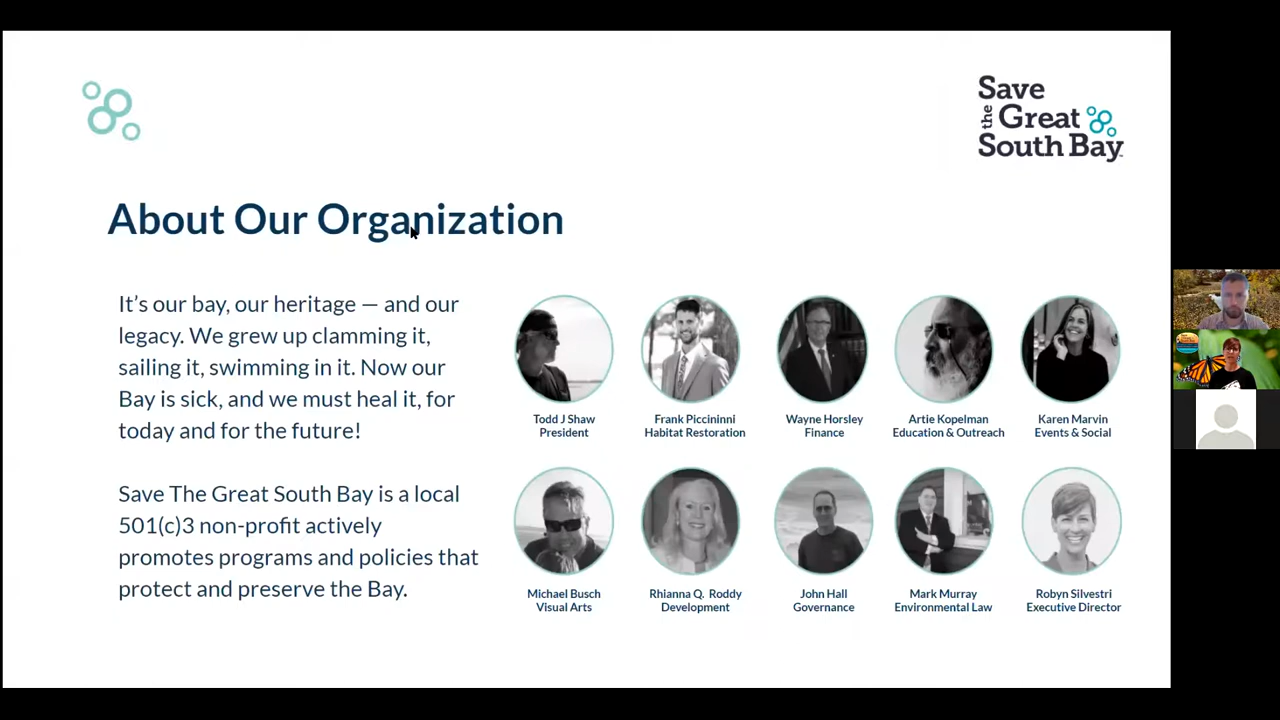 Save
the Great
South Bay
About Our Organization
It’s our bay, our heritage — and our
legacy. We grew up clamming it,
sailing it, swimming in it. Now our
Bay is sick, and we must heal it, for
today and for the future!
Save The Great South Bay is a local
501(c)3 non-profit actively
promotes programs and policies that
protect and preserve the Bay.
Todd J Shaw
President
Frank Piccininni
Habitat Restoration
Wayne Horsley
Finance
Artie Kopelman
Education & Outreach
Karen Marvin
Events & Social
Michael Busch
Visual Arts
Rhianna Q. Roddy
Development
John Hall
Governance
Mark Murray
Environmental Law
Robyn Silvestri
Executive Director